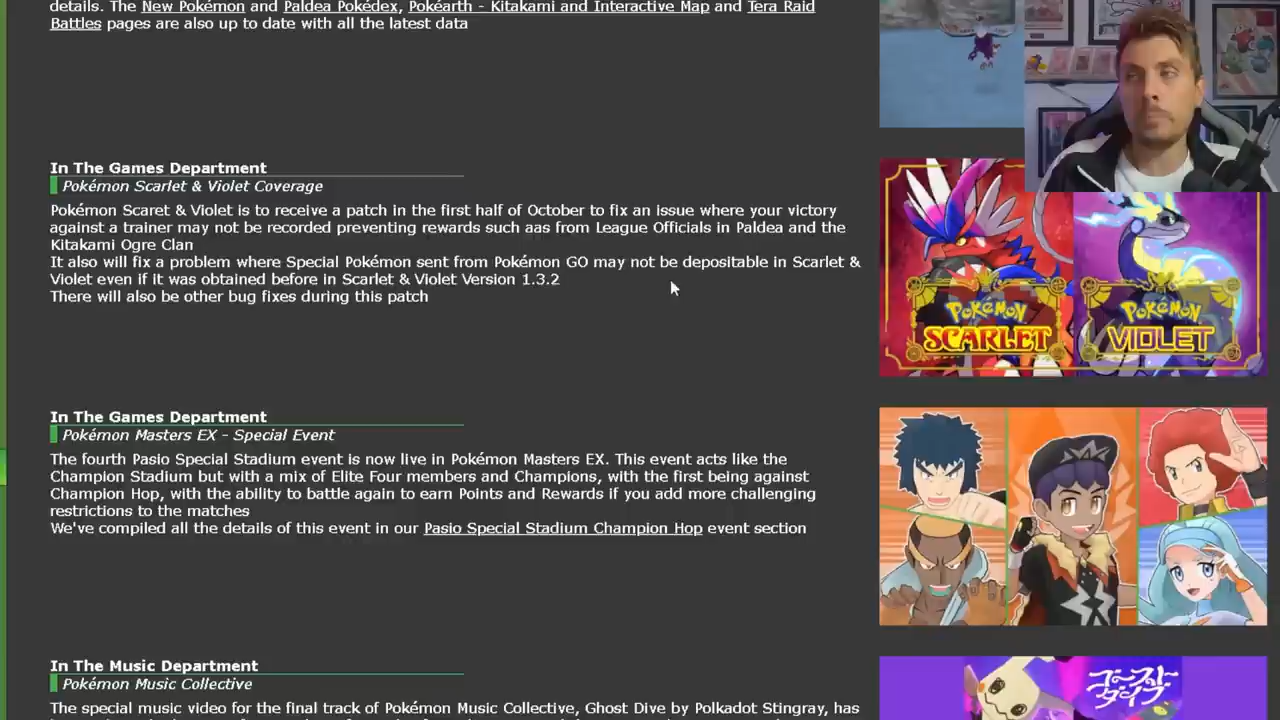 details. The New Pokémon and Paldea Pokédex, Pokéarth - Kitakami and Interactive Map and Tera Raid
Battles pages are also up to date with all the latest data
In The Games Department
Pokémon Scarlet & Violet Coverage
Pokémon Scaret & Violet is to receive a patch in the first half of October to fix an issue where your victory
against a trainer may not be recorded preventing rewards such aas from League Officials in Paldea and the
Kitakami Ogre Clan
It also will fix a problem where Special Pokémon sent from Pokémon GO may not be depositable in Scarlet &
Violet even if it was obtained before in Scarlet & Violet Version 1.3.2
There will also be other bug fixes during this patch
POKéMON SCARLET
POKéMON VIOLET
In The Games Department
Pokémon Masters EX - Special Event
The fourth Pasio Special Stadium event is now live in Pokémon Masters EX. This event acts like the
Champion Stadium but with a mix of Elite Four members and Champions, with the first being against
Champion Hop, with the ability to battle again to earn Points and Rewards if you add more challenging
restrictions to the matches
We've compiled all the details of this event in our Pasio Special Stadium Champion Hop event section
In The Music Department
Pokémon Music Collective
The special music video for the final track of Pokémon Music Collective, Ghost Dive by Polkadot Stingray, has
ゴースト
ダイブ